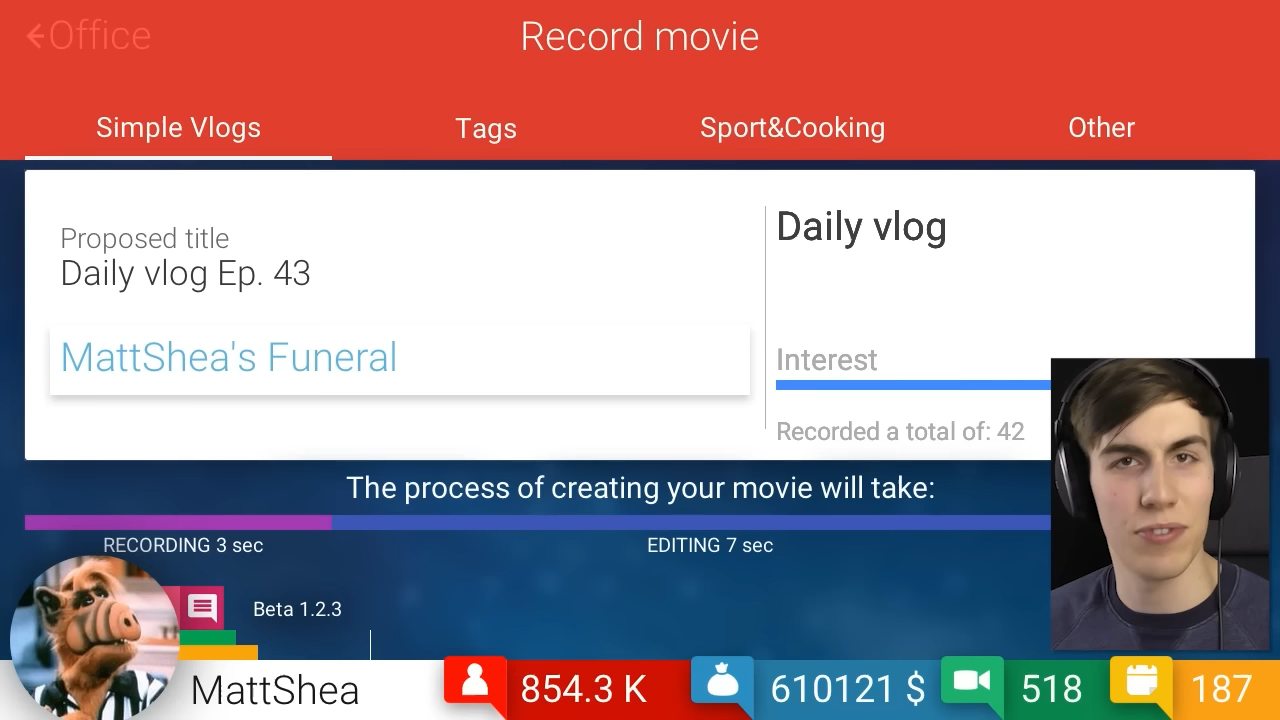 Office
Record movie
Simple Vlogs
Tags
Sport&Cooking
Other
Proposed title
Daily vlog Ep. 43
MattShea's Funeral
Daily vlog
Interest
Recorded a total of: 42
The process of creating your movie will take:
RECORDING 3 sec
EDITING 7 sec
Beta 1.2.3
MattShea
854.3 K
610121 $
518
187